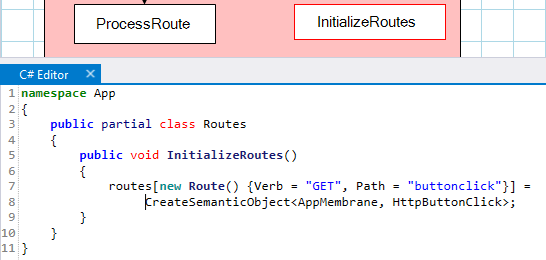 ProcessRoute
InitializeRoutes
C# Editor ✕
1 namespace App
2 {
3     public partial class Routes
4     {
5         public void InitializeRoutes()
6         {
7             routes[new Route() {Verb = "GET", Path = "buttonclick"}] =
8                 CreateSemanticObject<AppMembrane, HttpButtonClick>;
9         }
10     }
11 }